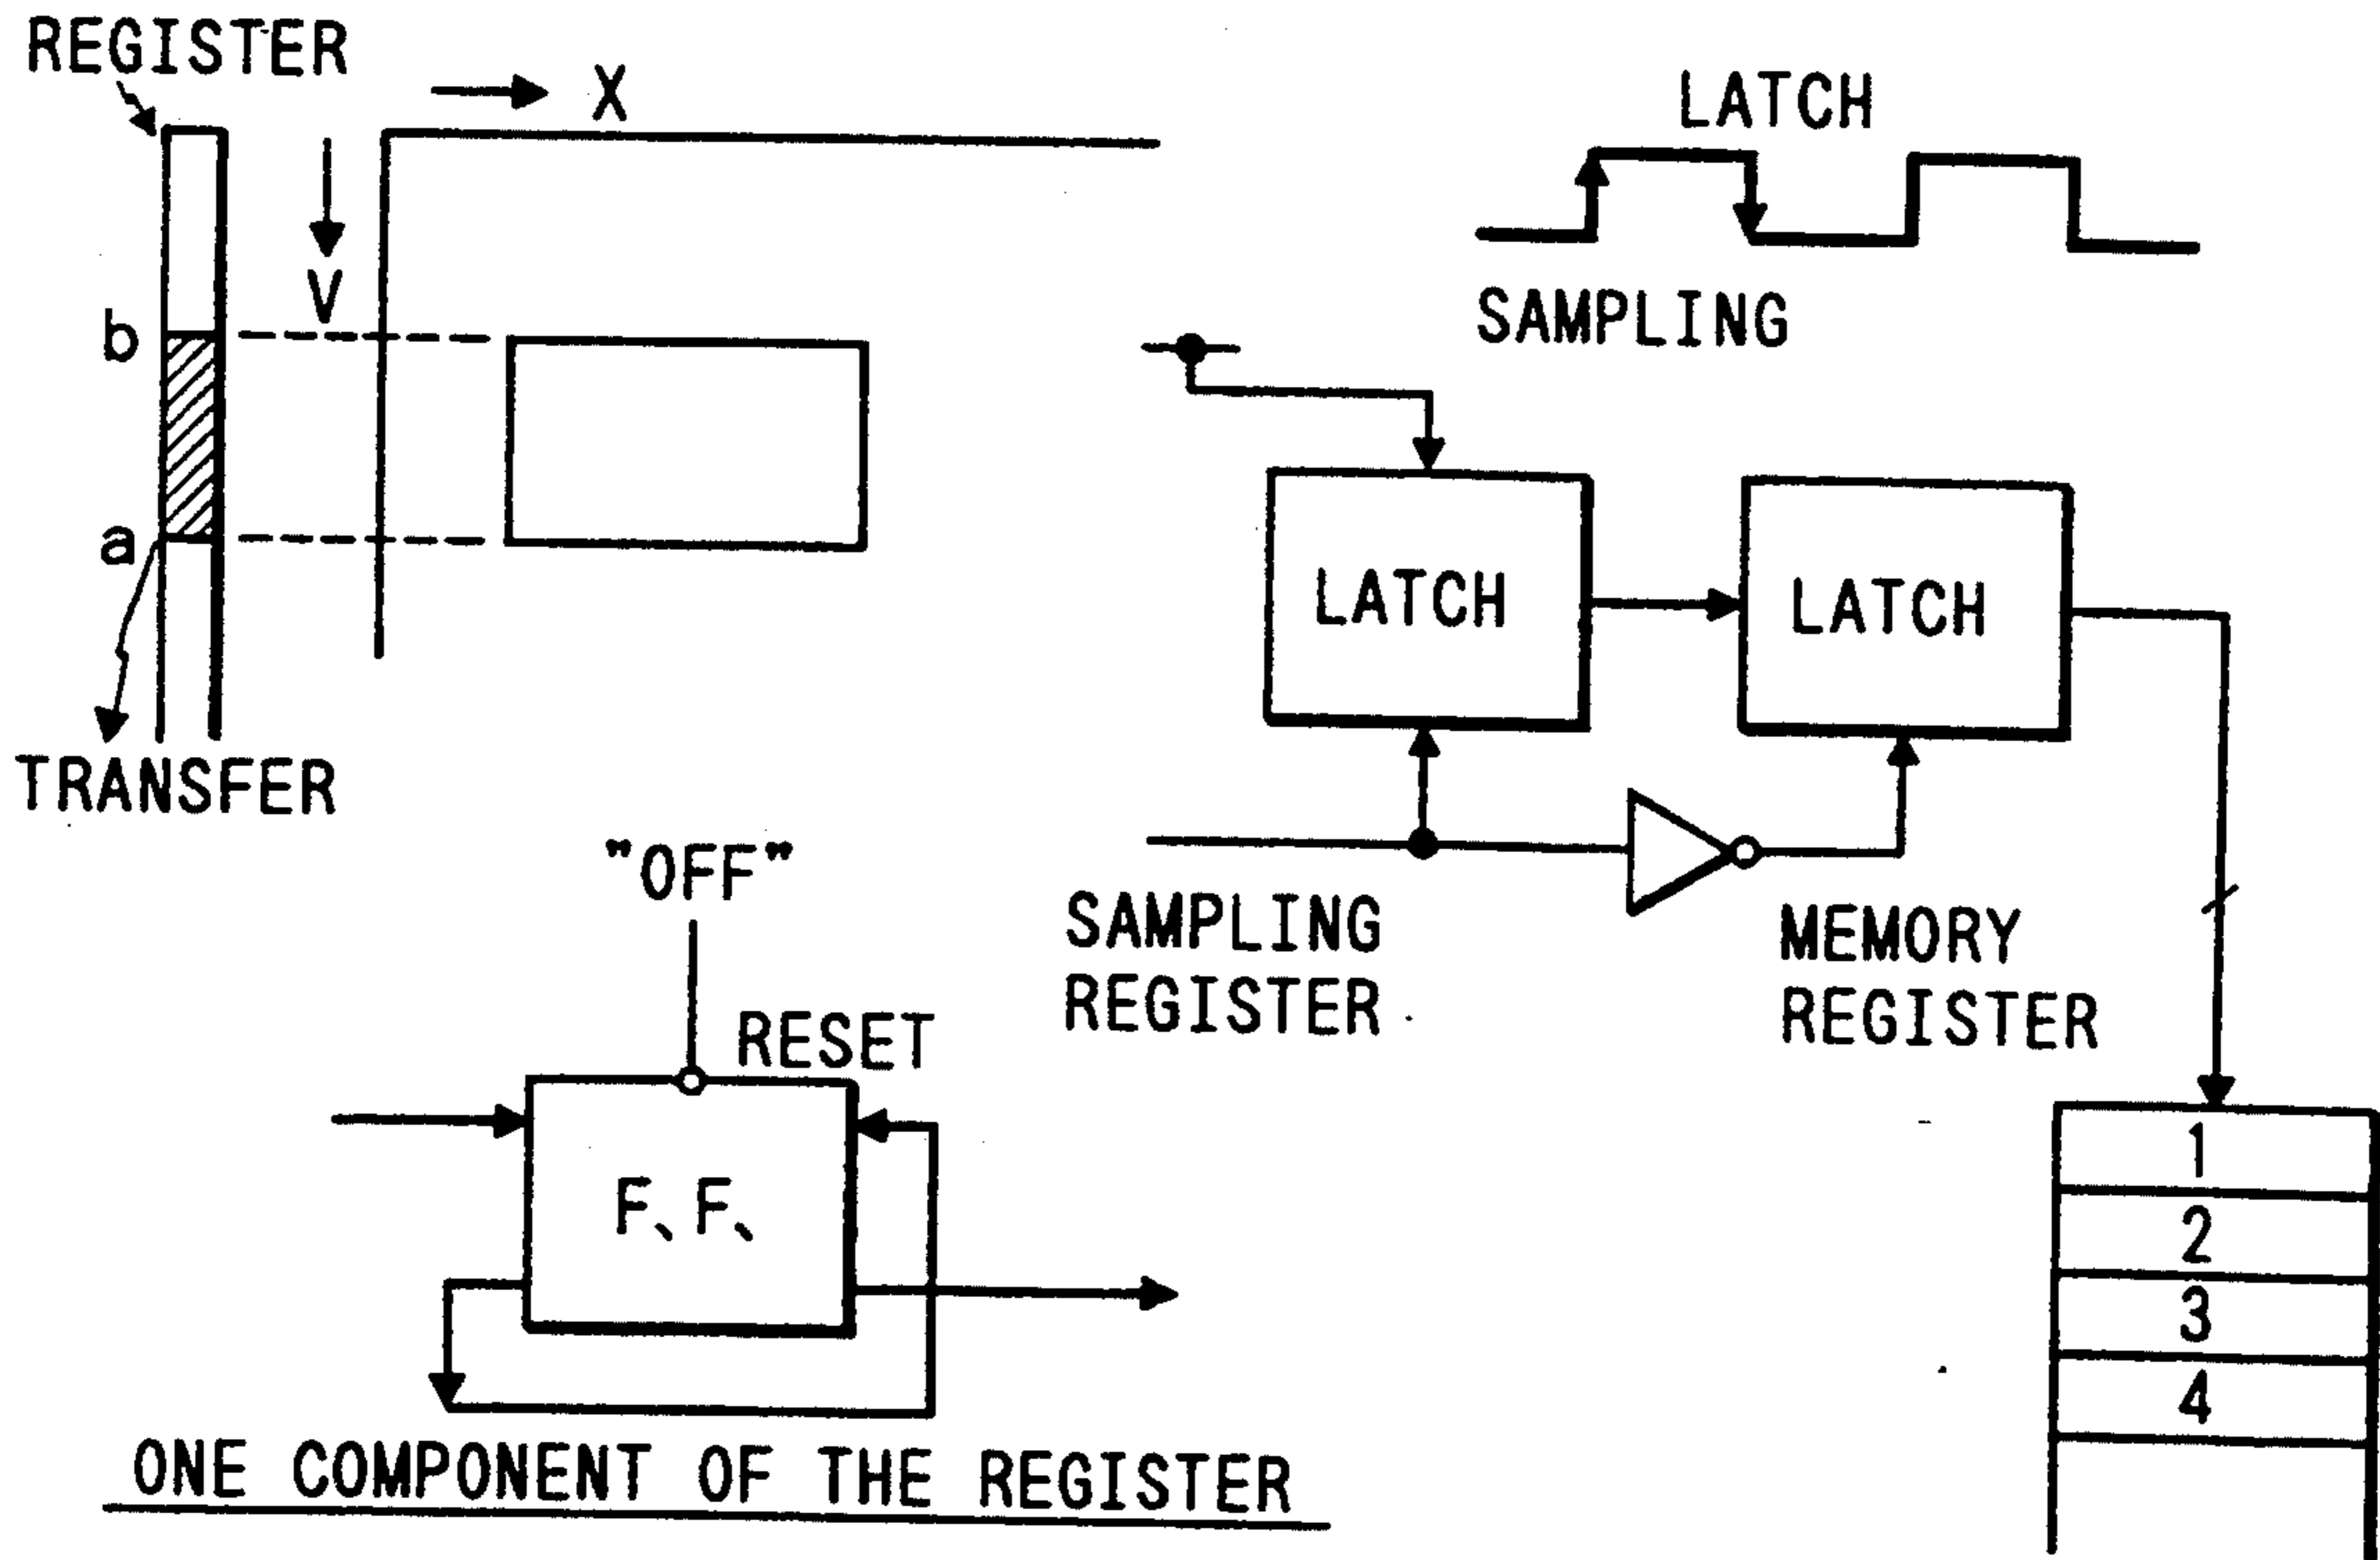 REGISTER
X
V
b
a
TRANSFER
LATCH
SAMPLING
LATCH
LATCH
SAMPLING
REGISTER
MEMORY
REGISTER
"OFF"
RESET
F、F、
1
2
3
4
ONE COMPONENT OF THE REGISTER